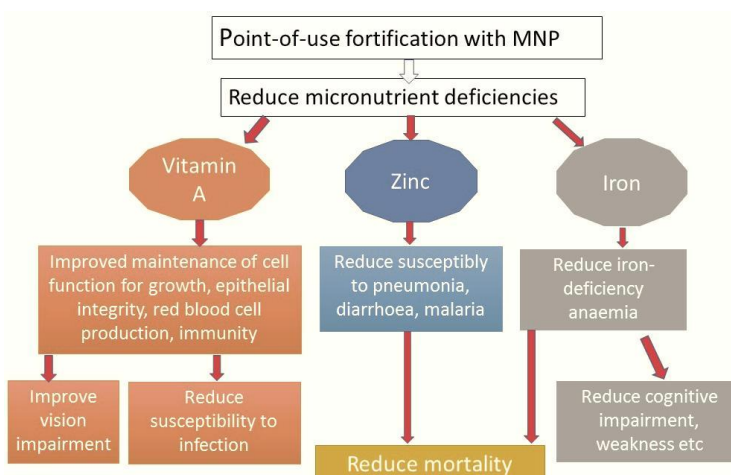 Point-of-use fortification with MNP
Reduce micronutrient deficiencies
Vitamin
A
Zinc
Iron
Improved maintenance of cell
function for growth, epithelial
integrity, red blood cell
production, immunity
Reduce susceptibly
to pneumonia,
diarrhoea, malaria
Reduce iron-
deficiency
anaemia
Improve
vision
impairment
Reduce
susceptibility to
infection
Reduce cognitive
impairment,
weakness etc
Reduce mortality